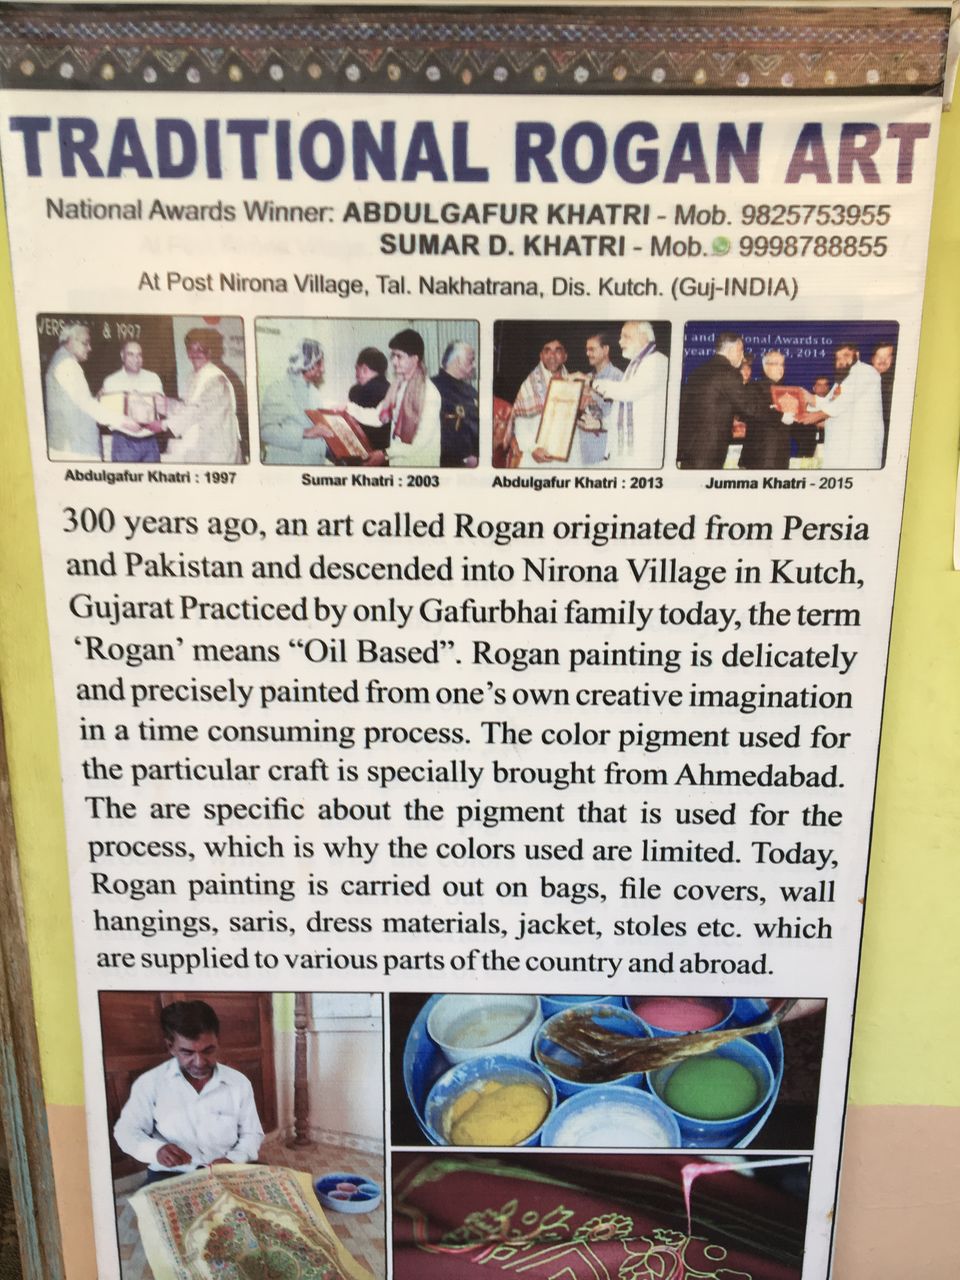 TRADITIONAL ROGAN ART
National Awards Winner: ABDULGAFUR KHATRI - Mob. 9825753955
SUMAR D. KHATRI - Mob. 9998788855
At Post Nirona Village, Tal. Nakhatrana, Dis. Kutch. (Guj-INDIA)
& 1997
Awards to
2014
Abdulgafur Khatri : 1997
Sumar Khatri : 2003
Abdulgafur Khatri : 2013
Jumma Khatri - 2015
300 years ago, an art called Rogan originated from Persia
and Pakistan and descended into Nirona Village in Kutch,
Gujarat Practiced by only Gafurbhai family today, the term
‘Rogan’ means “Oil Based”. Rogan painting is delicately
and precisely painted from one’s own creative imagination
in a time consuming process. The color pigment used for
the particular craft is specially brought from Ahmedabad.
The are specific about the pigment that is used for the
process, which is why the colors used are limited. Today,
Rogan painting is carried out on bags, file covers, wall
hangings, saris, dress materials, jacket, stoles etc. which
are supplied to various parts of the country and abroad.